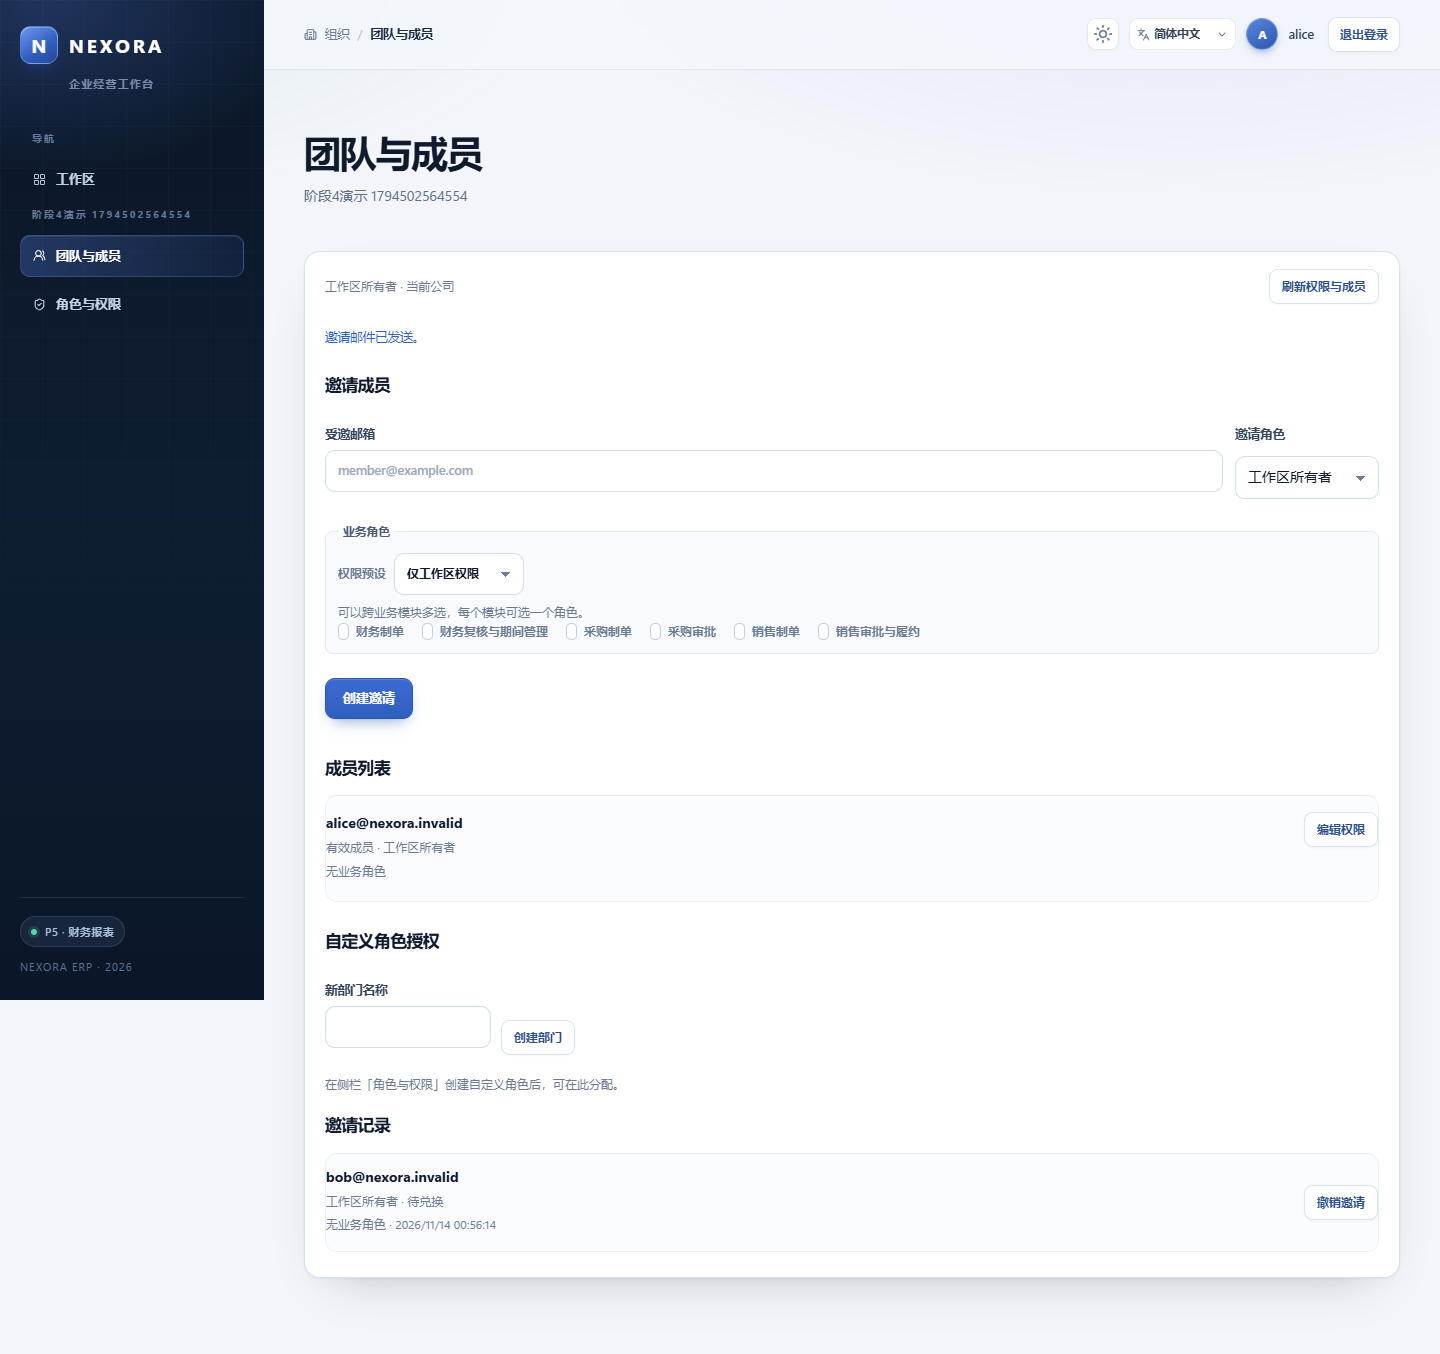 N NEXORA
企业经营工作台
导航
工作区
阶段4演示 1794502564554
团队与成员
角色与权限
P5 · 财务报表
NEXORA ERP · 2026
组织 / 团队与成员
简体中文
A alice
退出登录
团队与成员
阶段4演示 1794502564554
工作区所有者 · 当前公司
刷新权限与成员
邀请邮件已发送。
邀请成员
受邀邮箱
邀请角色
member@example.com
工作区所有者
业务角色
权限预设 仅工作区权限
可以跨业务模块多选，每个模块可选一个角色。
财务制单 财务复核与期间管理 采购制单 采购审批 销售制单 销售审批与履约
创建邀请
成员列表
alice@nexora.invalid
有效成员 · 工作区所有者
无业务角色
编辑权限
自定义角色授权
新部门名称
创建部门
在侧栏「角色与权限」创建自定义角色后，可在此分配。
邀请记录
bob@nexora.invalid
工作区所有者 · 待兑换
无业务角色 · 2026/11/14 00:56:14
撤销邀请